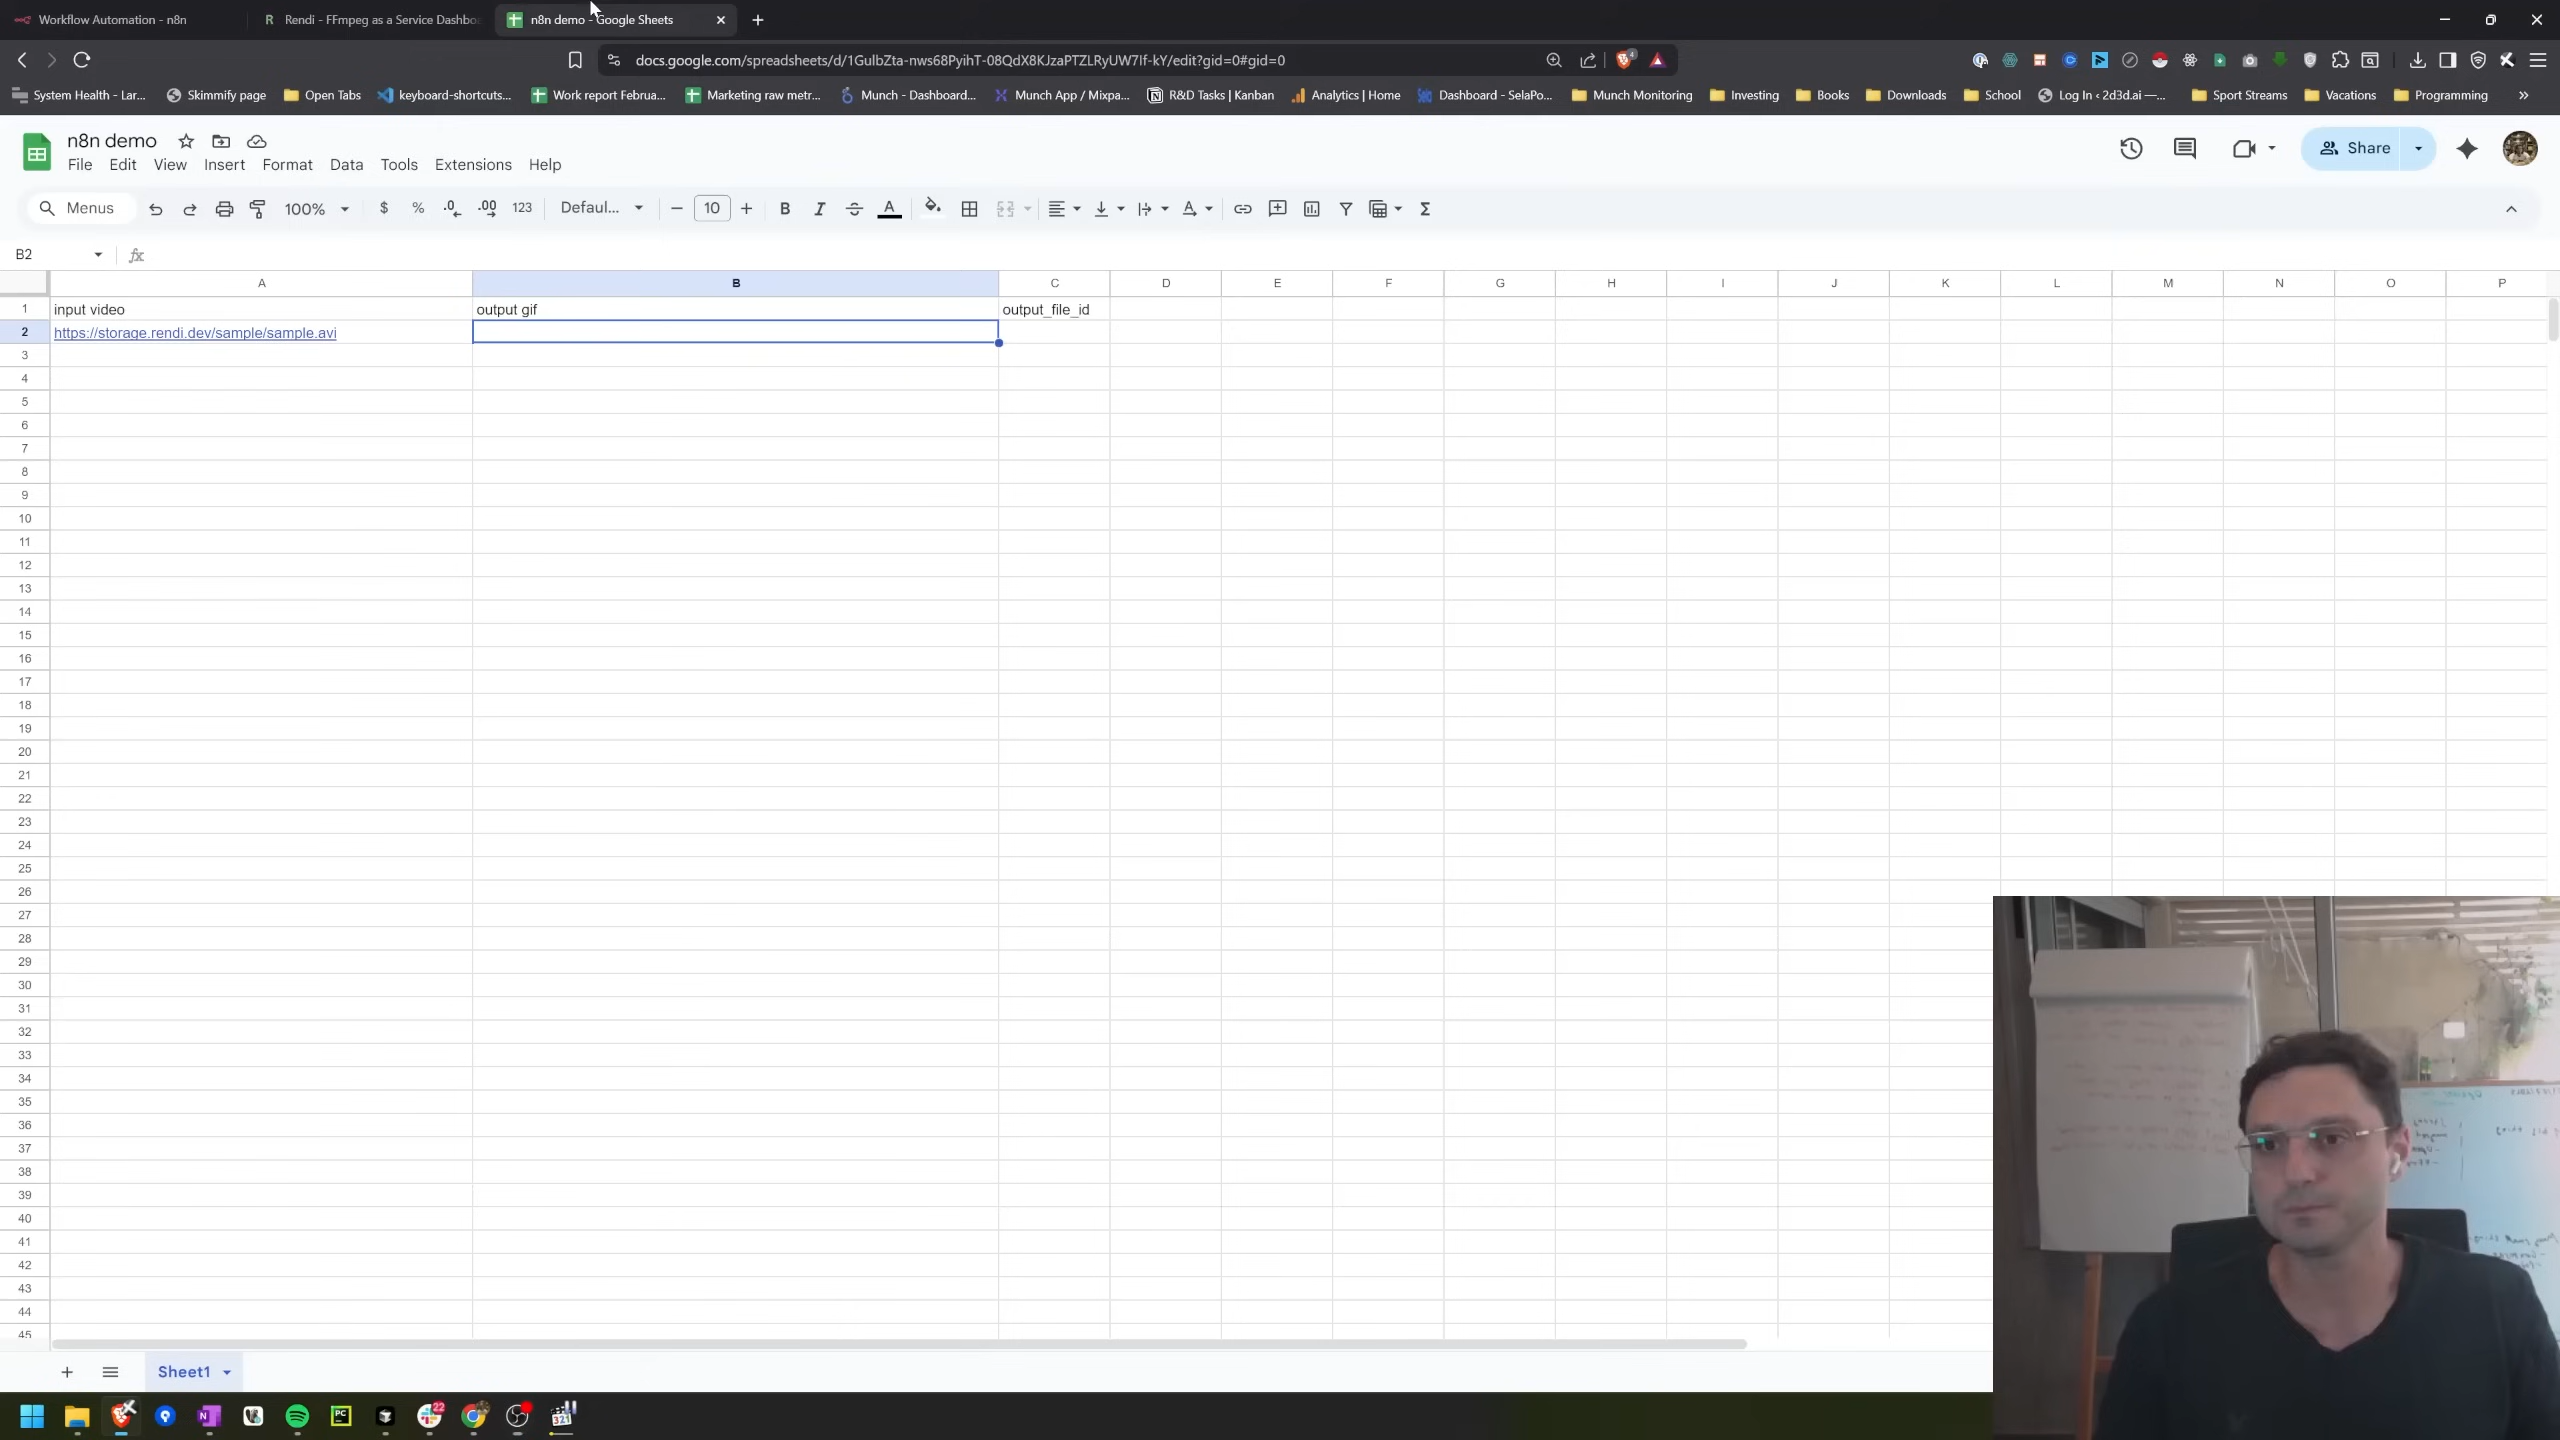 Workflow Automation - n8n
Rendi - FFmpeg as a Service Dashbo
n8n demo - Google Sheets
docs.google.com/spreadsheets/d/1GulbZta-nws68PyihT-08QdX8KJzaPTZLRyUW7If-kY/edit?gid=0#gid=0
4
System Health - Lar...
Skimmify page
Open Tabs
keyboard-shortcuts...
Work report Februa...
Marketing raw metr...
Munch - Dashboard...
Munch App / Mixpa...
R&D Tasks | Kanban
Analytics | Home
Dashboard - SelaPo...
Munch Monitoring
Investing
Books
Downloads
School
Log In ‹ 2d3d.ai —...
Sport Streams
Vacations
Programming
»
n8n demo
File Edit View Insert Format Data Tools Extensions Help
Share
Menus
100%
$ % .0 .00 123
Defaul...
10
B I A
Σ
B2
fx
A B C D E F G H I J K L M N O P
1 input video output gif output_file_id
2 https://storage.rendi.dev/sample/sample.avi
3
4
5
6
7
8
9
10
11
12
13
14
15
16
17
18
19
20
21
22
23
24
25
26
27
28
29
30
31
32
33
34
35
36
37
38
39
40
41
42
43
44
45
Sheet1
PC
22
321